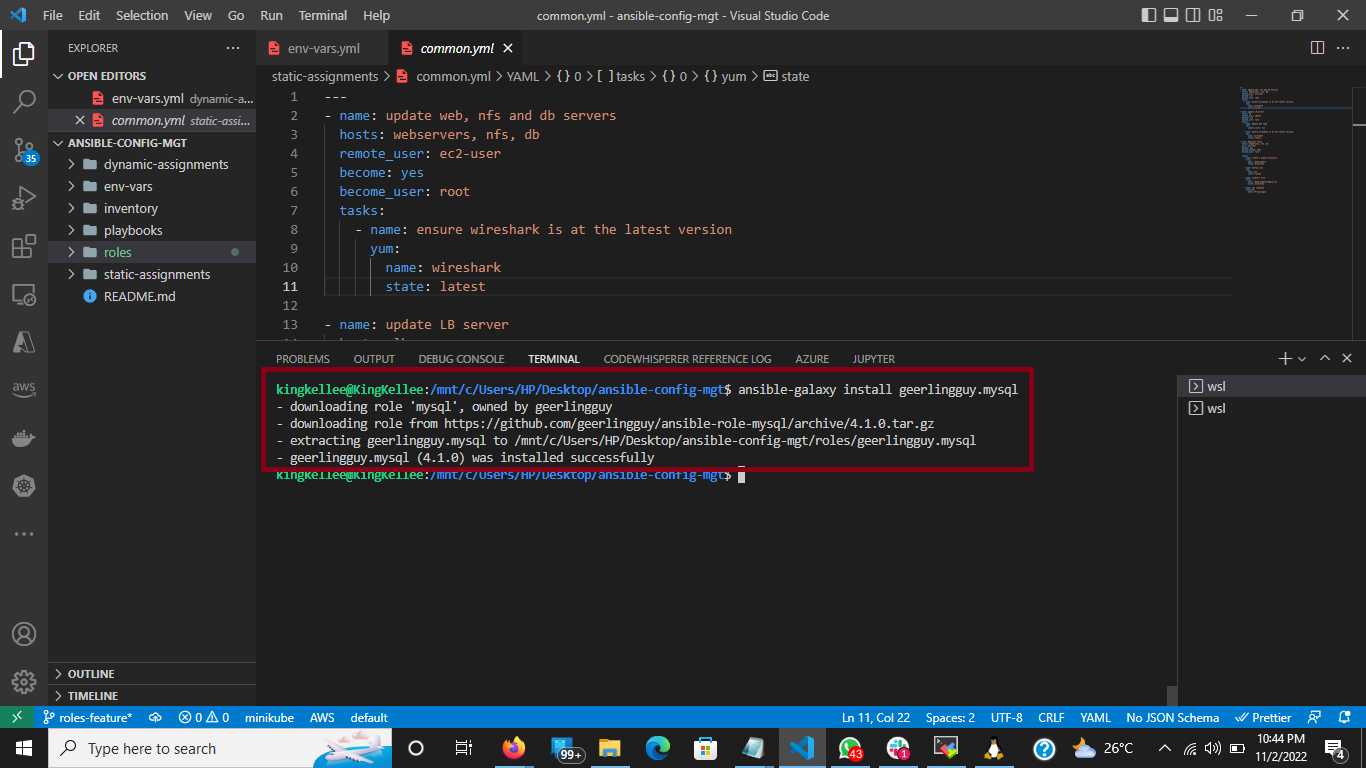 File Edit Selection View Go Run Terminal Help common.yml - ansible-config-mgt - Visual Studio Code
EXPLORER
OPEN EDITORS
env-vars.yml dynamic-a...
common.yml static-assi...
ANSIBLE-CONFIG-MGT
dynamic-assignments
env-vars
inventory
playbooks
roles
static-assignments
README.md
OUTLINE
TIMELINE
35
aws
env-vars.yml common.yml
static-assignments > common.yml > YAML > {} 0 > [ ] tasks > {} 0 > {} yum > abc state
1 ---
2 - name: update web, nfs and db servers
3 hosts: webservers, nfs, db
4 remote_user: ec2-user
5 become: yes
6 become_user: root
7 tasks:
8 - name: ensure wireshark is at the latest version
9 yum:
10 name: wireshark
11 state: latest
12
13 - name: update LB server
PROBLEMS OUTPUT DEBUG CONSOLE TERMINAL CODEWHISPERER REFERENCE LOG AZURE JUPYTER
kingkellee@KingKellee:/mnt/c/Users/HP/Desktop/ansible-config-mgt$ ansible-galaxy install geerlingguy.mysql
- downloading role 'mysql', owned by geerlingguy
- downloading role from https://github.com/geerlingguy/ansible-role-mysql/archive/4.1.0.tar.gz
- extracting geerlingguy.mysql to /mnt/c/Users/HP/Desktop/ansible-config-mgt/roles/geerlingguy.mysql
- geerlingguy.mysql (4.1.0) was installed successfully
kingkellee@KingKellee:/mnt/c/Users/HP/Desktop/ansible-config-mgt$
wsl
wsl
roles-feature* 0 0 minikube AWS default Ln 11, Col 22 Spaces: 2 UTF-8 CRLF YAML No JSON Schema Prettier
Type here to search 99+ 43 1 26°C 10:44 PM
11/2/2022 4